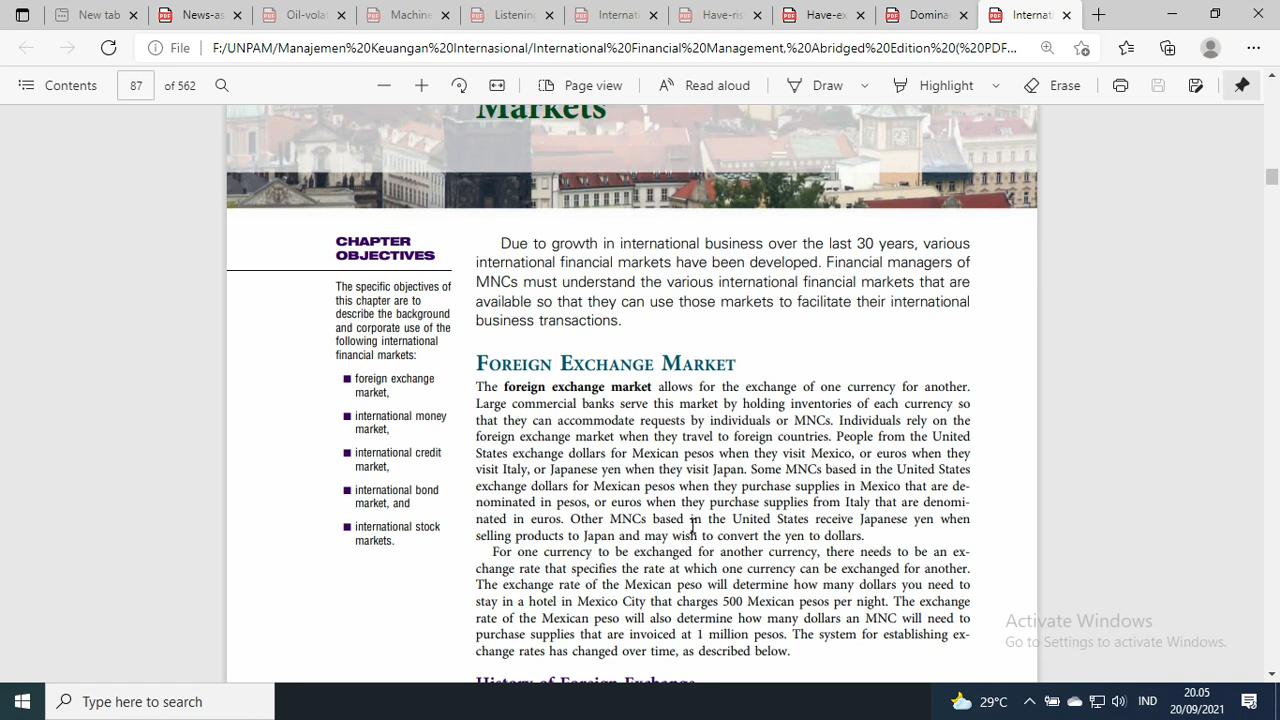 New tab
News-as
Oil-vola
Machine
Listening
Internat
Have-ris
Have-ex
Domina
Internati
File
F:/UNPAM/Manajemen%20Keuangan%20Internasional/International%20Financial%20Management,%20Abridged%20Edition%20(%20PDF...
Contents
87
of 562
Page view
Read aloud
Draw
Highlight
Erase
Markets
CHAPTER
OBJECTIVES
The specific objectives of
this chapter are to
describe the background
and corporate use of the
following international
financial markets:
■ foreign exchange
market,
■ international money
market,
■ international credit
market,
■ international bond
market, and
■ international stock
markets.
Due to growth in international business over the last 30 years, various
international financial markets have been developed. Financial managers of
MNCs must understand the various international financial markets that are
available so that they can use those markets to facilitate their international
business transactions.
FOREIGN EXCHANGE MARKET
The foreign exchange market allows for the exchange of one currency for another.
Large commercial banks serve this market by holding inventories of each currency so
that they can accommodate requests by individuals or MNCs. Individuals rely on the
foreign exchange market when they travel to foreign countries. People from the United
States exchange dollars for Mexican pesos when they visit Mexico, or euros when they
visit Italy, or Japanese yen when they visit Japan. Some MNCs based in the United States
exchange dollars for Mexican pesos when they purchase supplies in Mexico that are de-
nominated in pesos, or euros when they purchase supplies from Italy that are denomi-
nated in euros. Other MNCs based in the United States receive Japanese yen when
selling products to Japan and may wish to convert the yen to dollars.
For one currency to be exchanged for another currency, there needs to be an ex-
change rate that specifies the rate at which one currency can be exchanged for another.
The exchange rate of the Mexican peso will determine how many dollars you need to
stay in a hotel in Mexico City that charges 500 Mexican pesos per night. The exchange
rate of the Mexican peso will also determine how many dollars an MNC will need to
purchase supplies that are invoiced at 1 million pesos. The system for establishing ex-
change rates has changed over time, as described below.
History of Foreign Exchange
Activate Windows
Go to Settings to activate Windows.
Type here to search
29°C
IND
20.05
20/09/2021